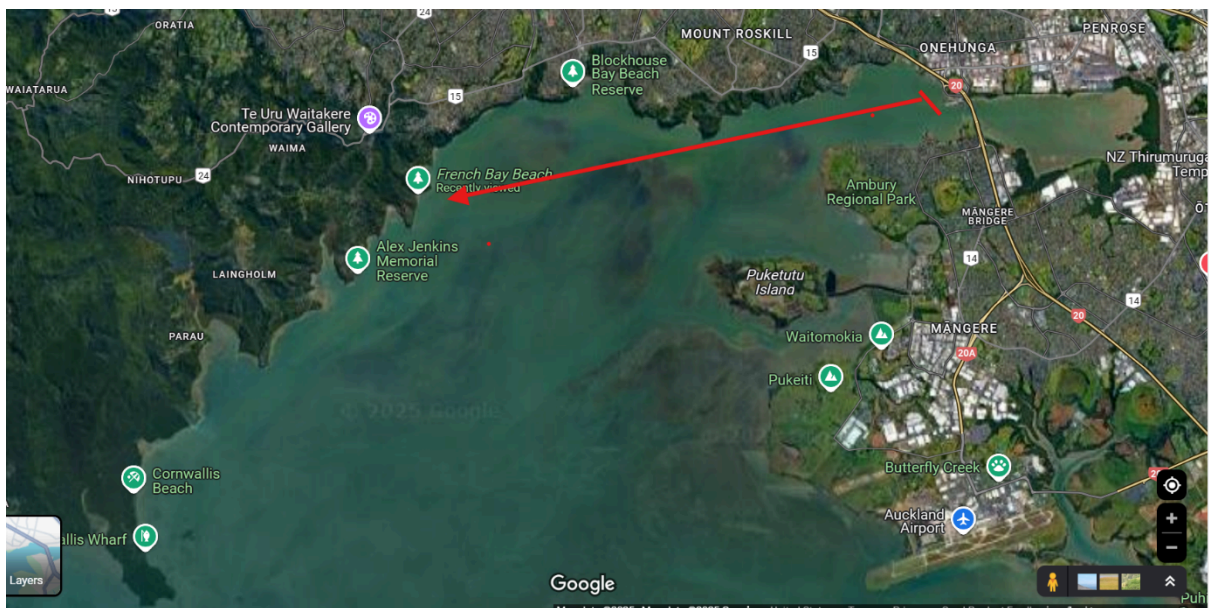 24
ORATIA
MOUNT ROSKILL
PENROSE
15
ONEHUNGA
Blockhouse
Bay Beach
Reserve
20
WAIATARUA
15
Te Uru Waitakere
Contemporary Gallery
WAIMA
NZ Thirumuruga
Temp
French Bay Beach
Recently viewed
NIHOTUPU
24
Ambury
Regional Park
MĀNGERE
BRIDGE
Alex Jenkins
Memorial
Reserve
14
LAINGHOLM
Puketutu
Island
14
20
PARAU
Waitomokia
MĀNGERE
20A
Pukeiti
© 2025 Google
Cornwallis
Beach
Butterfly Creek
Auckland
Airport
allis Wharf
Layers
Google
Puh